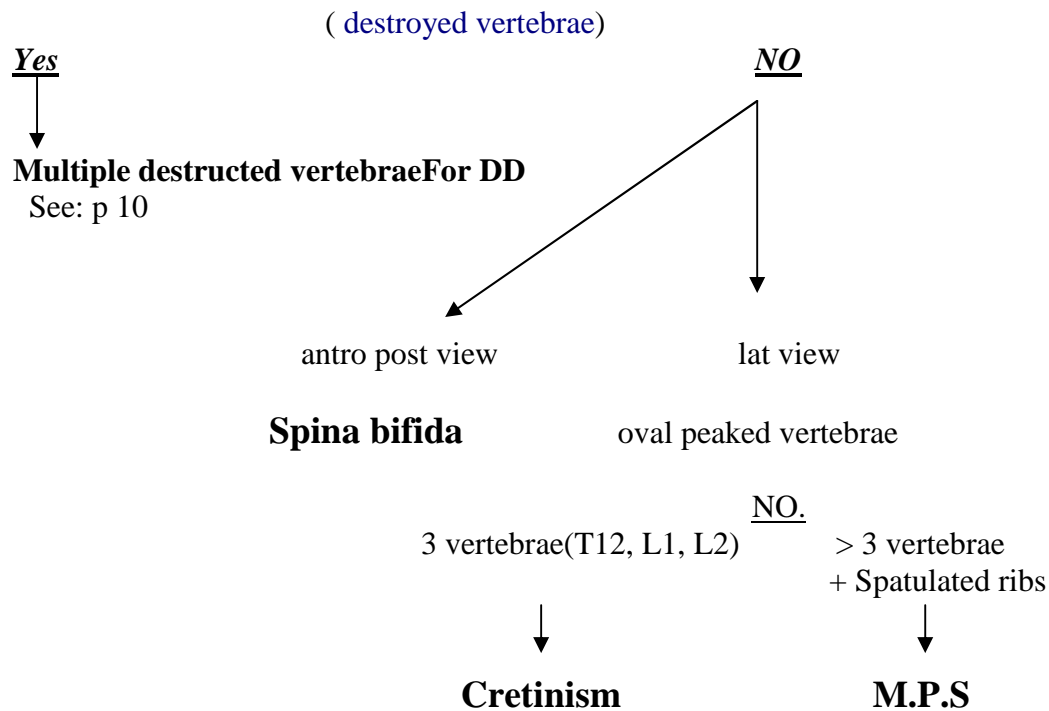 ( destroyed vertebrae)
Yes NO
Multiple destructed vertebraeFor DD
See: p 10
antro post view lat view
Spina bifida oval peaked vertebrae
NO.
3 vertebrae(T12, L1, L2) > 3 vertebrae
+ Spatulated ribs
Cretinism M.P.S